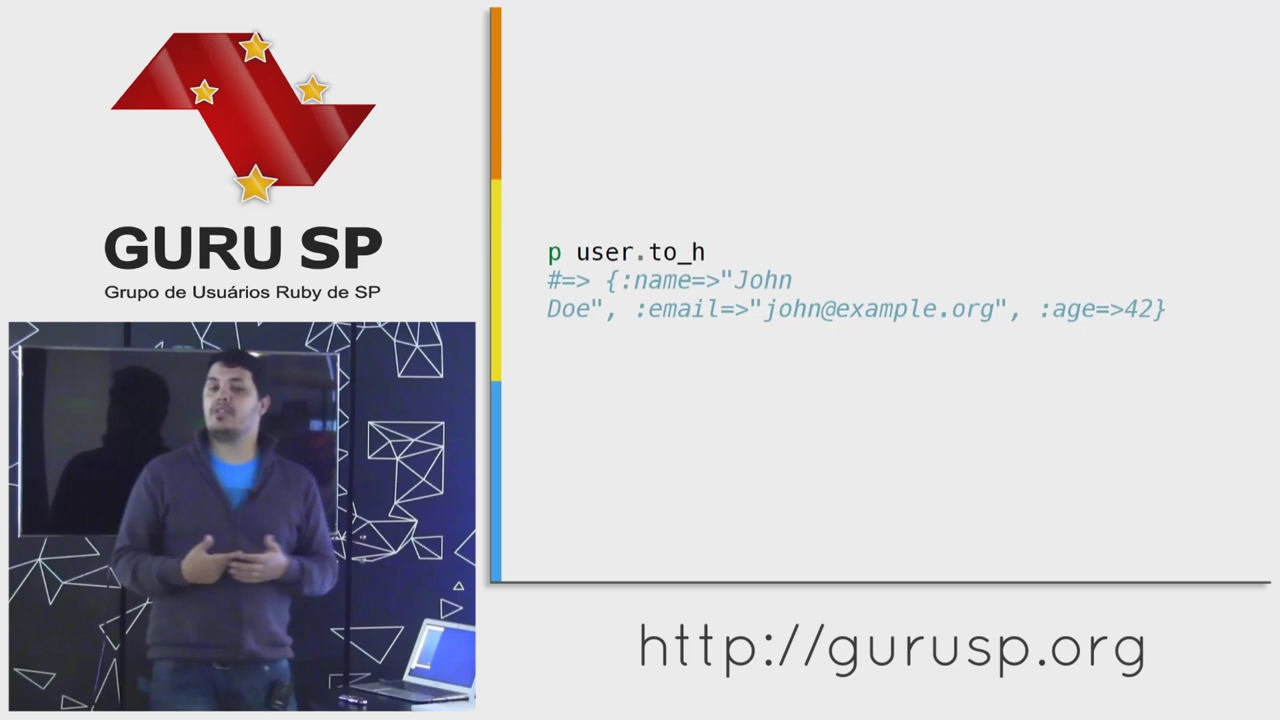 GURU SP
Grupo de Usuários Ruby de SP
p user.to_h
#=> {:name=>"John
Doe", :email=>"john@example.org", :age=>42}
http://gurusp.org